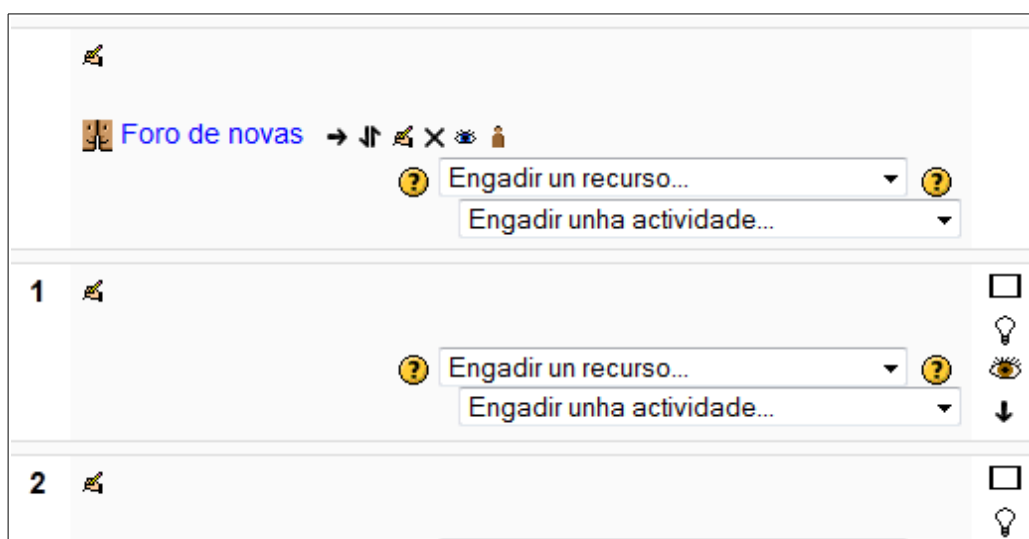 Foro de novas
Engadir un recurso...
Engadir unha actividade...
1
Engadir un recurso...
Engadir unha actividade...
2